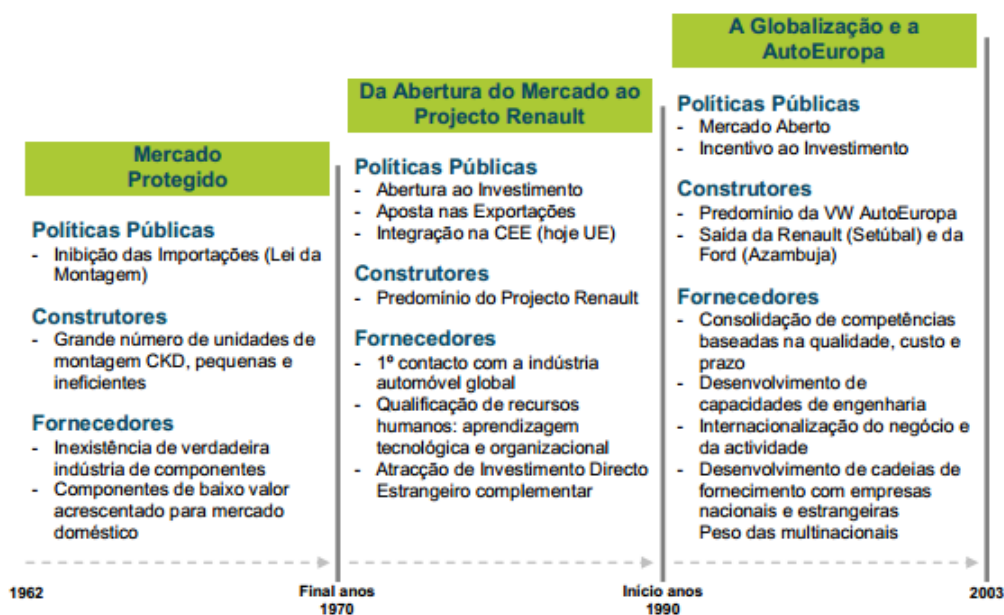 Mercado
Protegido
Políticas Públicas
- Inibição das Importações (Lei da
Montagem)
Construtores
- Grande número de unidades de
montagem CKD, pequenas e
ineficientes
Fornecedores
- Inexistência de verdadeira
indústria de componentes
- Componentes de baixo valor
acrescentado para mercado
doméstico
Da Abertura do Mercado ao
Projecto Renault
Políticas Públicas
- Abertura ao Investimento
- Aposta nas Exportações
- Integração na CEE (hoje UE)
Construtores
- Predomínio do Projecto Renault
Fornecedores
- 1º contacto com a indústria
automóvel global
- Qualificação de recursos
humanos: aprendizagem
tecnológica e organizacional
- Atracção de Investimento Directo
Estrangeiro complementar
A Globalização e a
AutoEuropa
Políticas Públicas
- Mercado Aberto
- Incentivo ao Investimento
Construtores
- Predomínio da VW AutoEuropa
- Saída da Renault (Setúbal) e da
Ford (Azambuja)
Fornecedores
- Consolidação de competências
baseadas na qualidade, custo e
prazo
- Desenvolvimento de
capacidades de engenharia
- Internacionalização do negócio e
da actividade
- Desenvolvimento de cadeias de
fornecimento com empresas
nacionais e estrangeiras
Peso das multinacionais
1962
Final anos
1970
Início anos
1990
2003